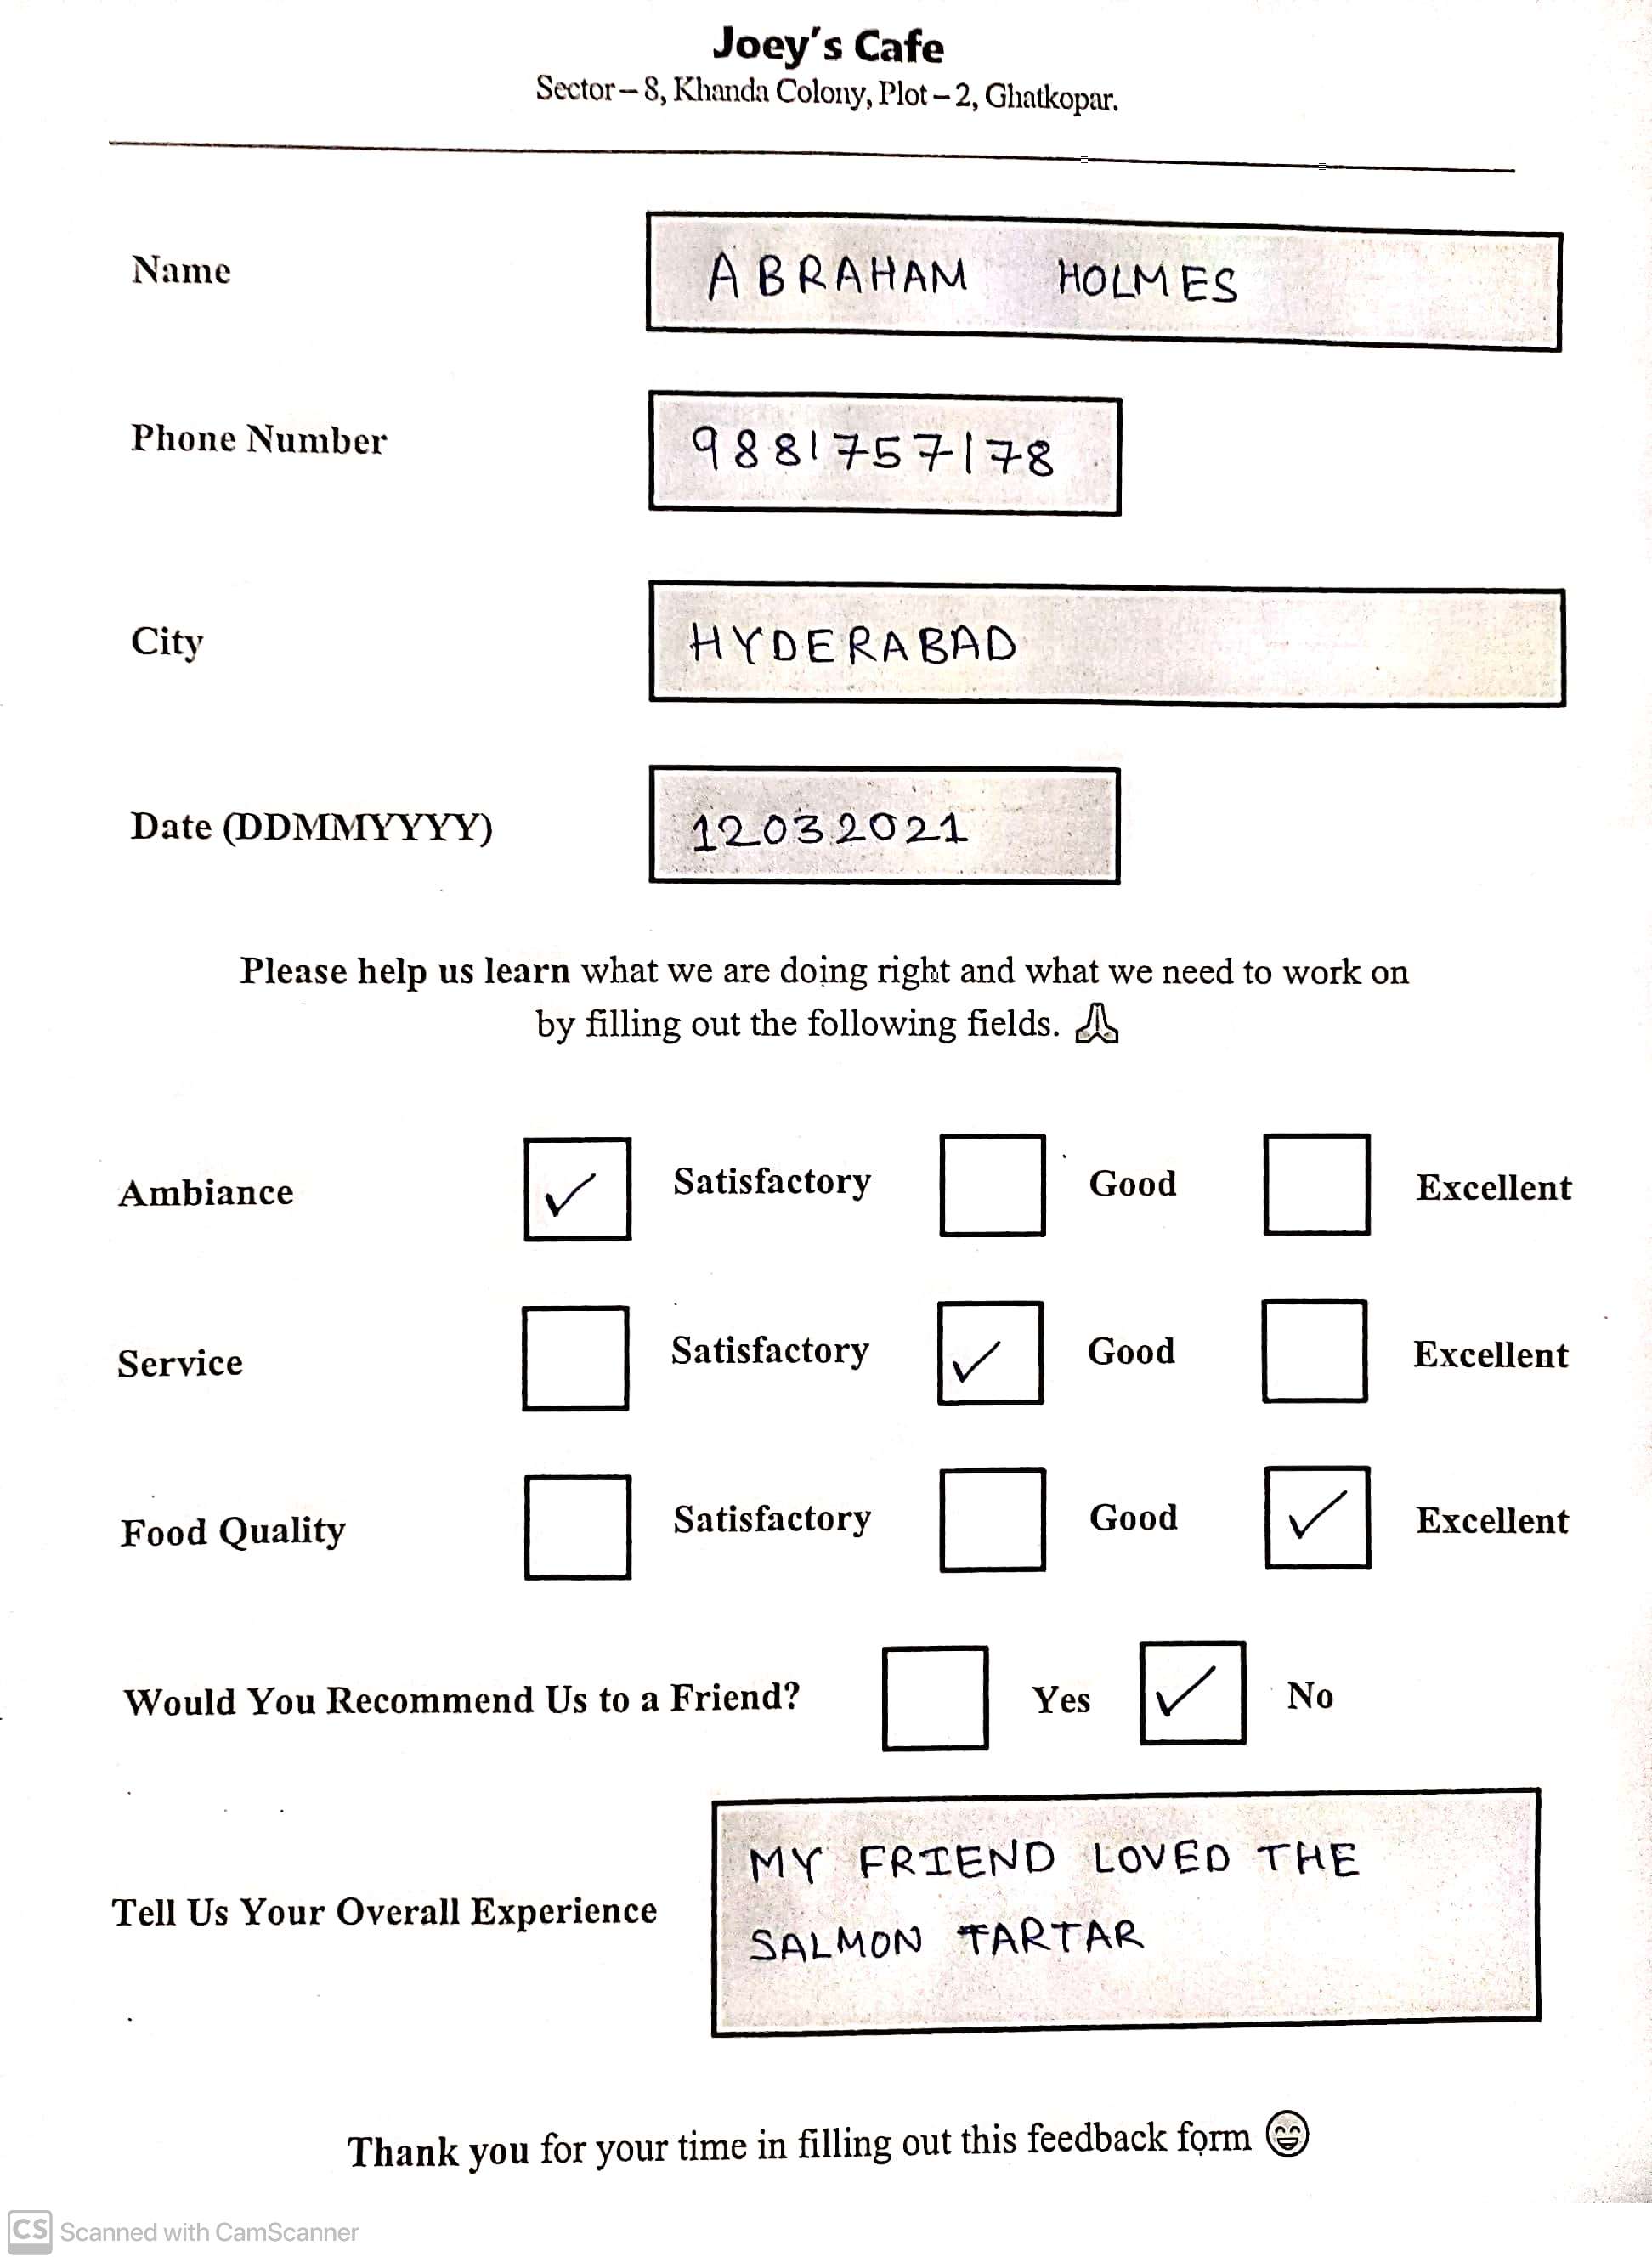 Joey's Cafe
Sector – 8, Khanda Colony, Plot – 2, Ghatkopar.
Name
ABRAHAM HOLMES
Phone Number
9881757178
City
HYDERABAD
Date (DDMMYYYY)
12032021
Please help us learn what we are doing right and what we need to work on
by filling out the following fields. 🙏
Ambiance ✓ Satisfactory Good Excellent
Service Satisfactory ✓ Good Excellent
Food Quality Satisfactory Good ✓ Excellent
Would You Recommend Us to a Friend? Yes ✓ No
Tell Us Your Overall Experience
MY FRIEND LOVED THE
SALMON TARTAR
Thank you for your time in filling out this feedback form 😄
CS Scanned with CamScanner